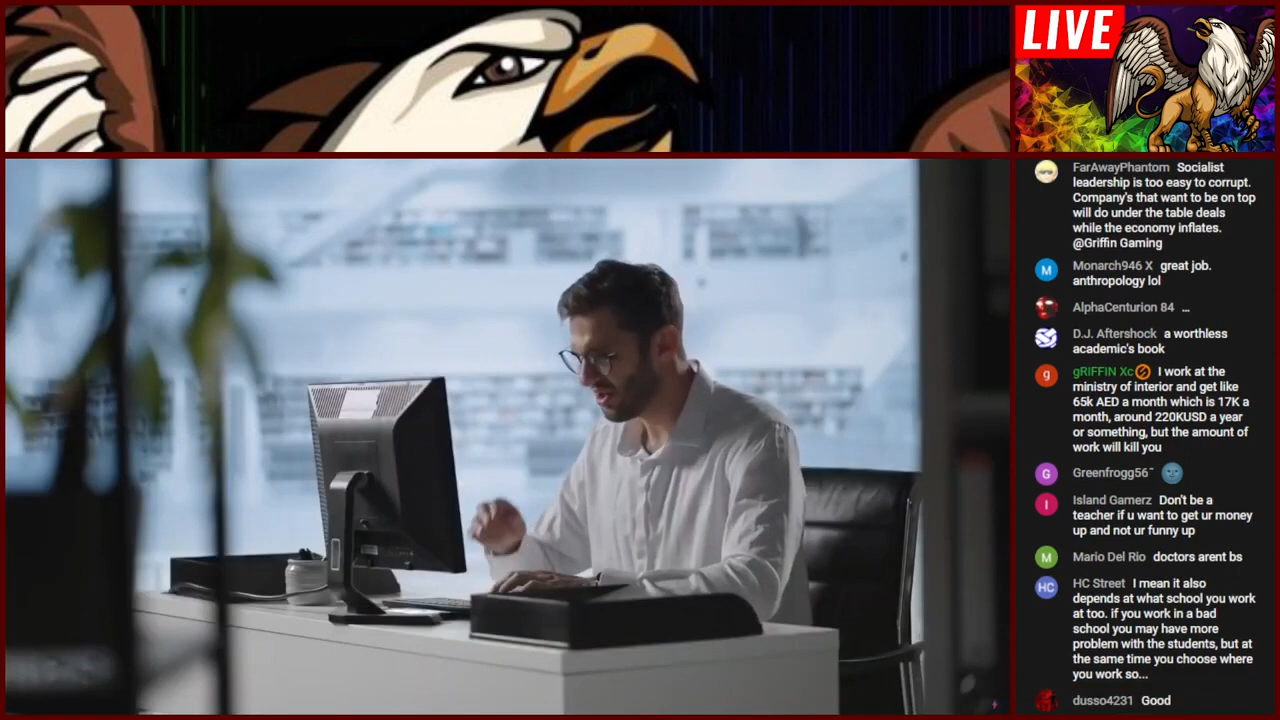 LIVE
FarAwayPhantom Socialist
leadership is too easy to corrupt.
Company's that want to be on top
will do under the table deals
while the economy inflates.
@Griffin Gaming
M Monarch946 X great job.
anthropology lol
AlphaCenturion 84 ...
D.J. Aftershock a worthless
academic's book
g gRIFFIN Xc I work at the
ministry of interior and get like
65k AED a month which is 17K a
month, around 220KUSD a year
or something, but the amount of
work will kill you
G Greenfrogg56
I Island Gamerz Don't be a
teacher if u want to get ur money
up and not ur funny up
M Mario Del Rio doctors arent bs
HC HC Street I mean it also
depends at what school you work
at too. if you work in a bad
school you may have more
problem with the students, but at
the same time you choose where
you work so...
dusso4231 Good